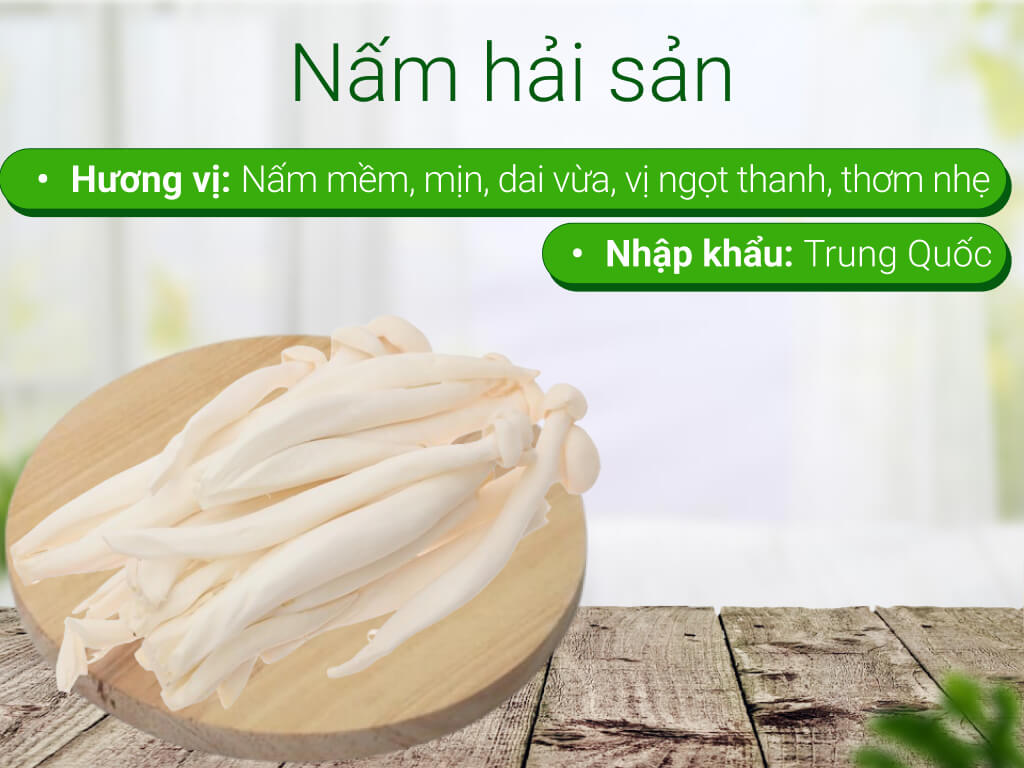 Nấm hải sản
• Hương vị: Nấm mềm, mịn, dai vừa, vị ngọt thanh, thơm nhẹ
• Nhập khẩu: Trung Quốc